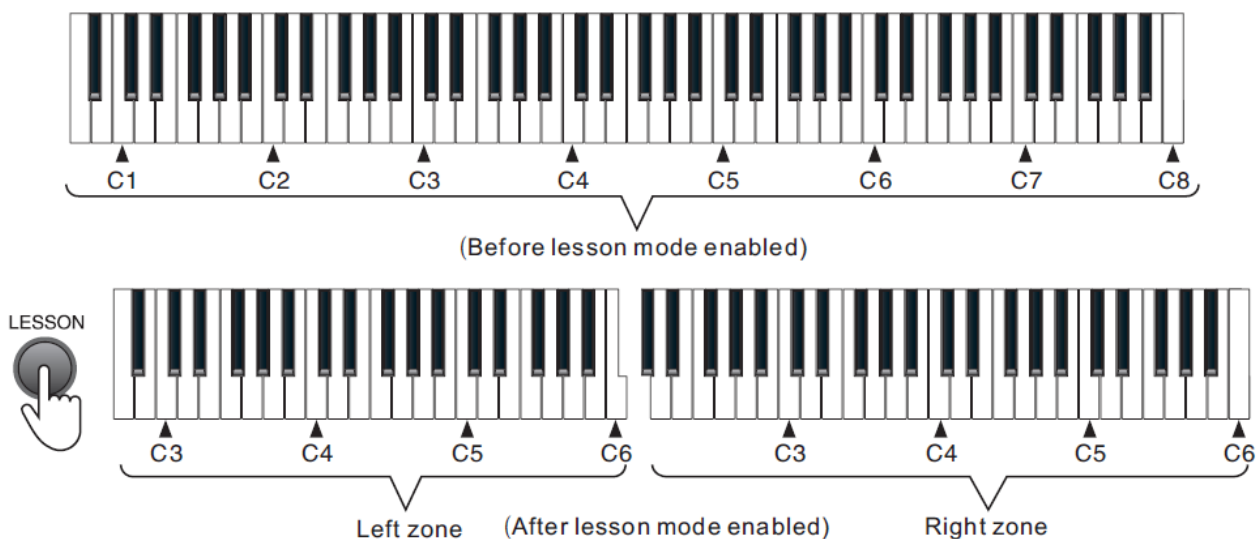 C1 C2 C3 C4 C5 C6 C7 C8
(Before lesson mode enabled)
LESSON
C3 C4 C5 C6 C3 C4 C5 C6
Left zone (After lesson mode enabled) Right zone